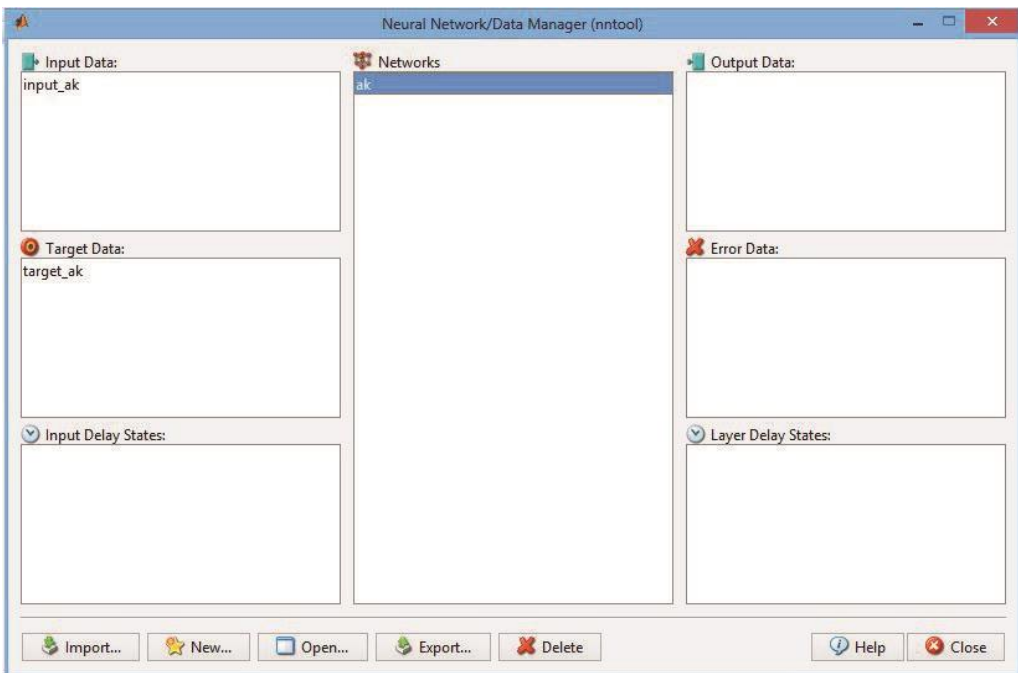 Neural Network/Data Manager (nntool)
Input Data:
input_ak
Networks
ak
Output Data:
Target Data:
target_ak
Error Data:
Input Delay States:
Layer Delay States:
Import...
New...
Open...
Export...
Delete
Help
Close